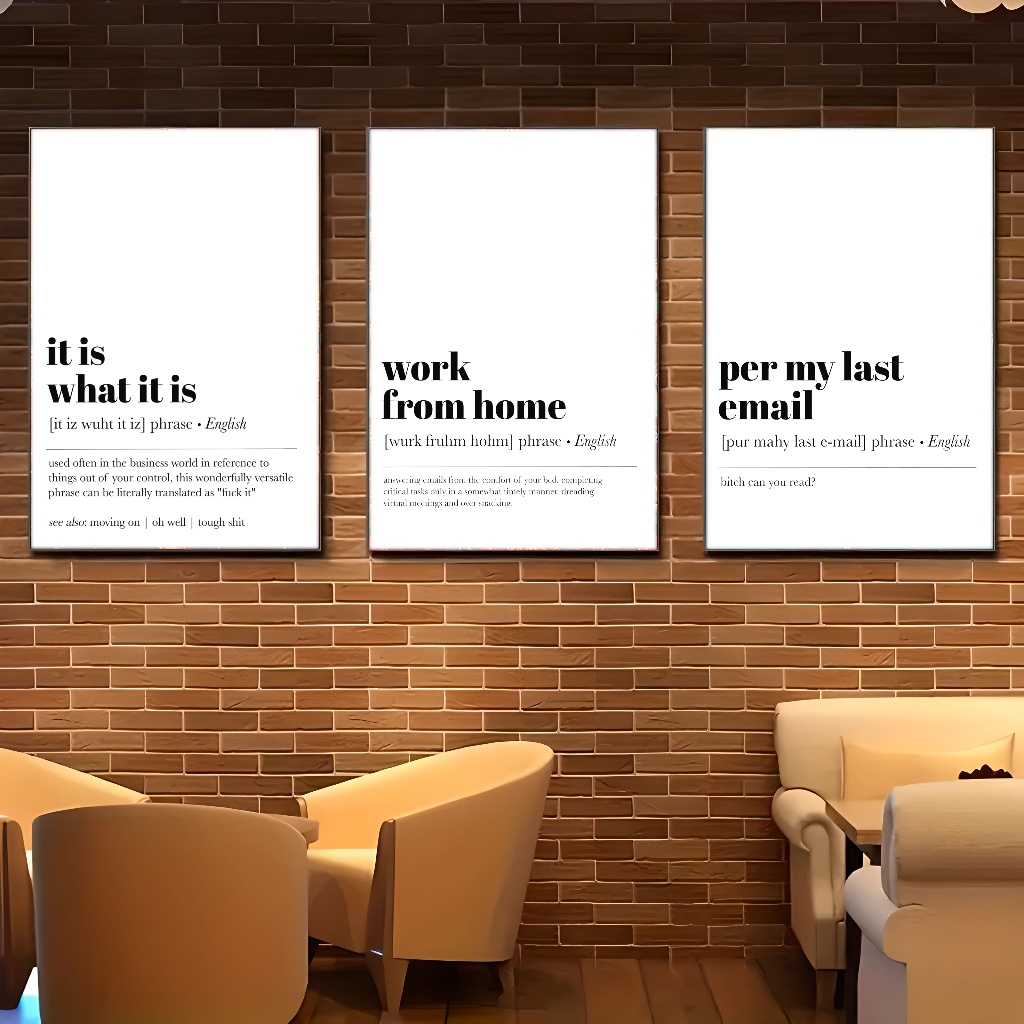 it is
what it is
[it iz wuht it iz] phrase • English
used often in the business world in reference to
things out of your control, this wonderfully versatile
phrase can be literally translated as "fuck it"
see also: moving on | oh well | tough shit
work
from home
[wurk fruhm hohm] phrase • English
answering emails from the comfort of your bed, completing
critical tasks only in a somewhat timely manner, dreading
virtual meetings and over snacking.
per my last
email
[pur mahy last e-mail] phrase • English
bitch can you read?